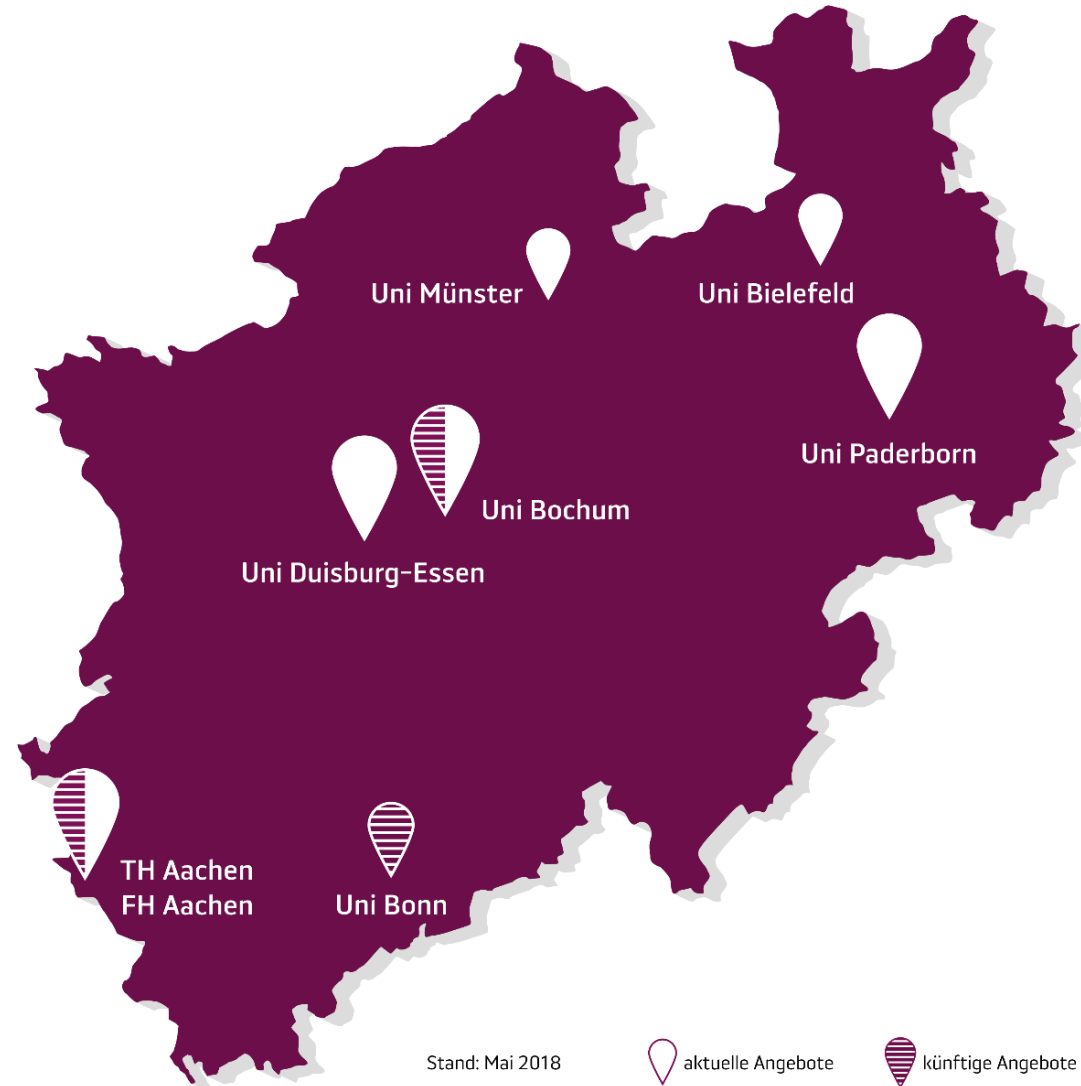 Uni Münster
Uni Bielefeld
Uni Paderborn
Uni Bochum
Uni Duisburg-Essen
TH Aachen
FH Aachen
Uni Bonn
Stand: Mai 2018
aktuelle Angebote
künftige Angebote